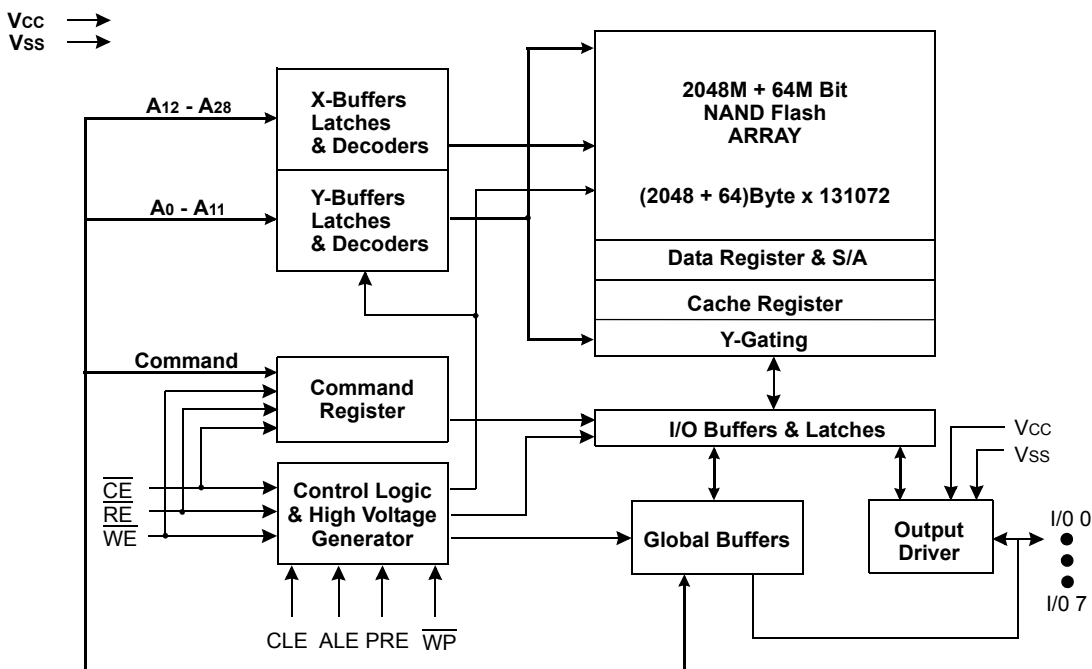 VCC
VSS
A12 - A28
X-Buffers
Latches
& Decoders
A0 - A11
Y-Buffers
Latches
& Decoders
2048M + 64M Bit
NAND Flash
ARRAY
(2048 + 64)Byte x 131072
Data Register & S/A
Cache Register
Y-Gating
Command
Command
Register
I/O Buffers & Latches
VCC
VSS
CE
RE
WE
Control Logic
& High Voltage
Generator
Global Buffers
Output
Driver
I/0 0
I/0 7
CLE
ALE
PRE
WP